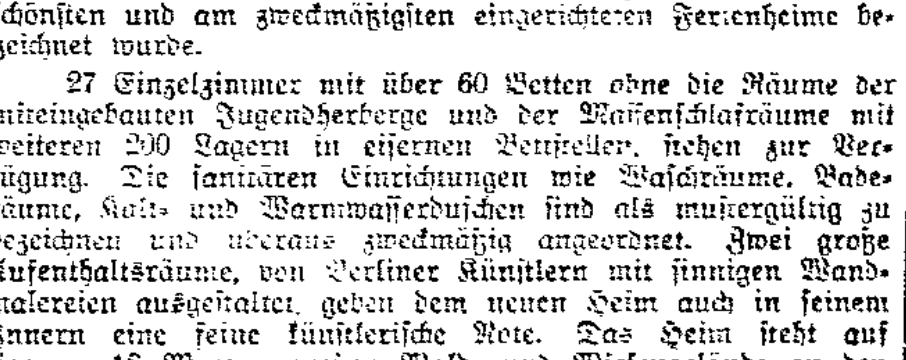 schönsten und am zweckmäßigsten eingerichteten Ferienheime be-
zeichnet wurde.
27 Einzelzimmer mit über 60 Betten ohne die Räume der
miteingebauten Jugendherberge und der Massenschlafräume mit
weiteren 200 Lagern in eisernen Bettstellen, stehen zur Ver-
fügung. Die sanitären Einrichtungen wie Waschräume, Bade-
räume, Kalt- und Warmwasserduschen sind als mustergültig zu
bezeichnen und überaus zweckmäßig angeordnet. Zwei große
Aufenthaltsräume, von Berliner Künstlern mit sinnigen Wand-
malereien ausgestaltet, geben dem neuen Heim auch in seinem
Innern eine feine künstlerische Note. Das Heim steht auf